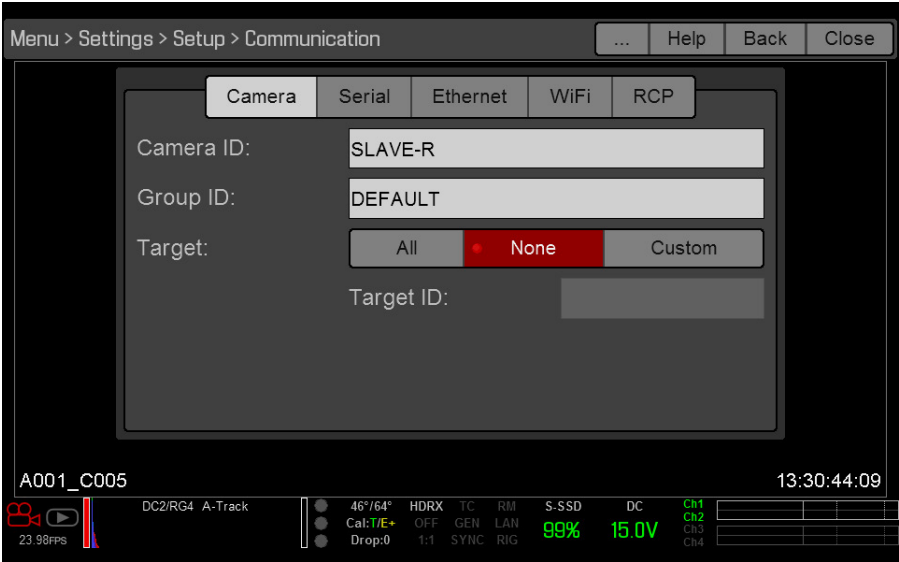 Menu > Settings > Setup > Communication ... Help Back Close
Camera Serial Ethernet WiFi RCP
Camera ID: SLAVE-R
Group ID: DEFAULT
Target: All None Custom
Target ID:
A001_C005 13:30:44:09
DC2/RG4 A-Track 46°/64° HDRX TC RM S-SSD DC Ch1
Cal:T/E+ OFF GEN LAN 99% 15.0V Ch2
23.98FPS Drop:0 1:1 SYNC RIG Ch3
Ch4